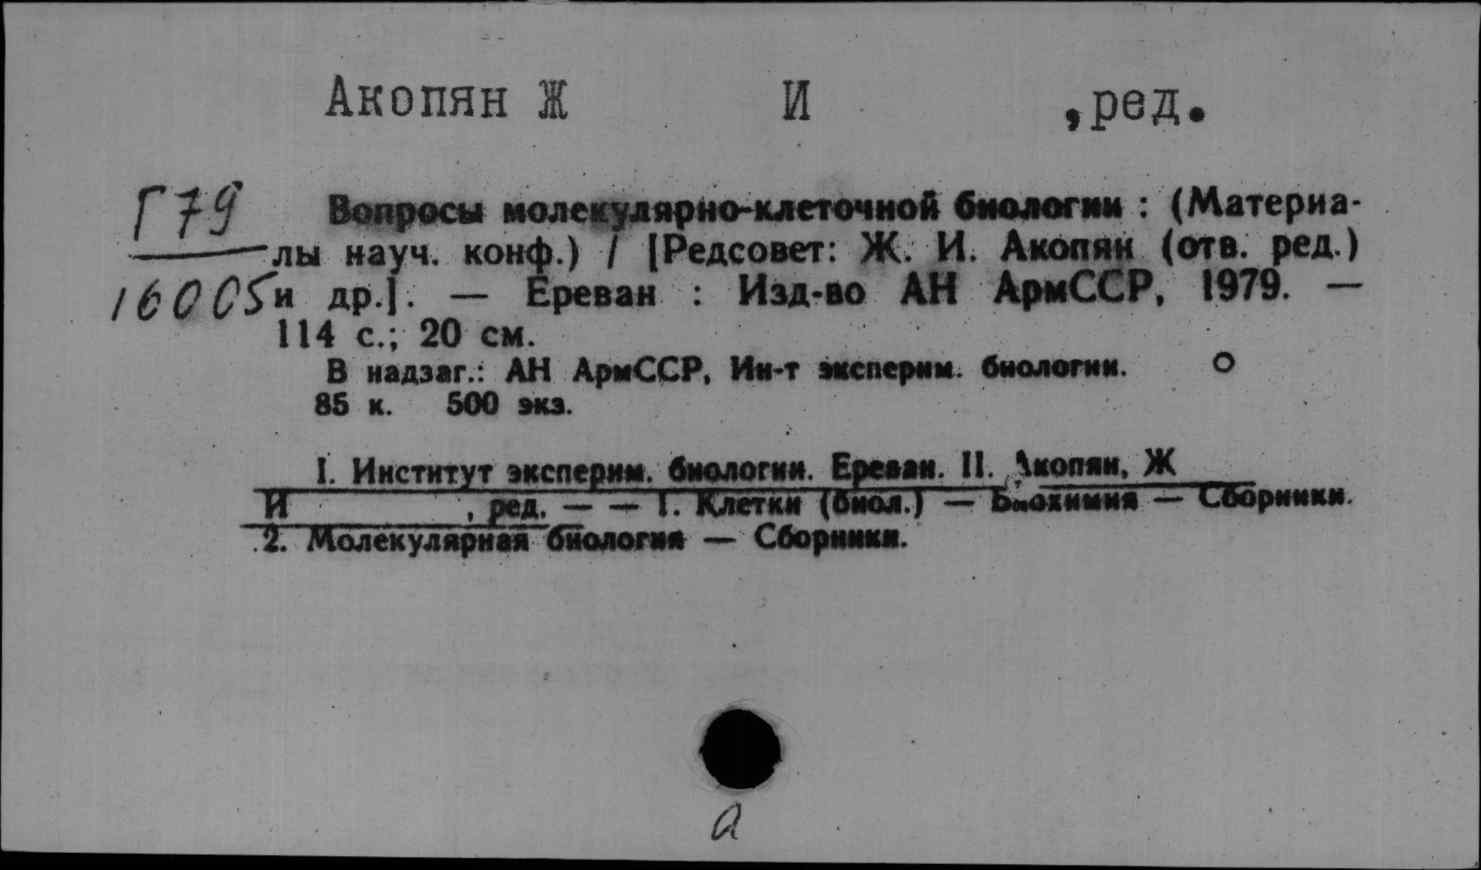 Акопян Ж И ,ред.
Г79
16005
Вопросы молекулярно-клеточной биологии : (Материа-
лы науч. конф.) / [Редсовет: Ж. И. Акопян (отв. ред.)
и др.]. — Ереван : Изд-во АН АрмССР, 1979. —
114 с.; 20 см.
В надзаг.: АН АрмССР, Ин-т эксперим. биологии. О
85 к. 500 экз.
I. Институт эксперим. биологии. Ереван. II. Акопян, Ж
И , ред. — — 1. Клетки (биол.) — Биохимия — Сборники.
2. Молекулярная биология — Сборники.
а